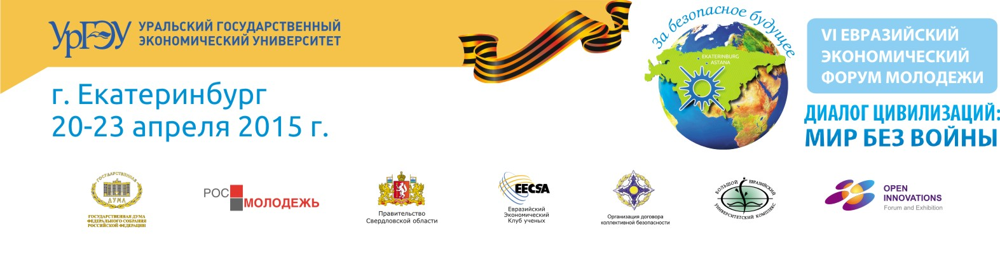 УрГЭУ
УРАЛЬСКИЙ ГОСУДАРСТВЕННЫЙ
ЭКОНОМИЧЕСКИЙ УНИВЕРСИТЕТ
г. Екатеринбург
20-23 апреля 2015 г.
За безопасное будущее
EKATERINBURG
ASTANA
VI ЕВРАЗИЙСКИЙ
ЭКОНОМИЧЕСКИЙ
ФОРУМ МОЛОДЕЖИ
ДИАЛОГ ЦИВИЛИЗАЦИЙ:
МИР БЕЗ ВОЙНЫ
ГОСУДАРСТВЕННАЯ
ДУМА
ГОСУДАРСТВЕННАЯ ДУМА
ФЕДЕРАЛЬНОГО СОБРАНИЯ
РОССИЙСКОЙ ФЕДЕРАЦИИ
РОС
МОЛОДЕЖЬ
Правительство
Свердловской области
EECSA
Евразийский
Экономический
Клуб ученых
Организация договора
коллективной безопасности
БОЛЬШОЙ ЕВРАЗИЙСКИЙ
УНИВЕРСИТЕТСКИЙ КОМПЛЕКС
OPEN
INNOVATIONS
Forum and Exhibition